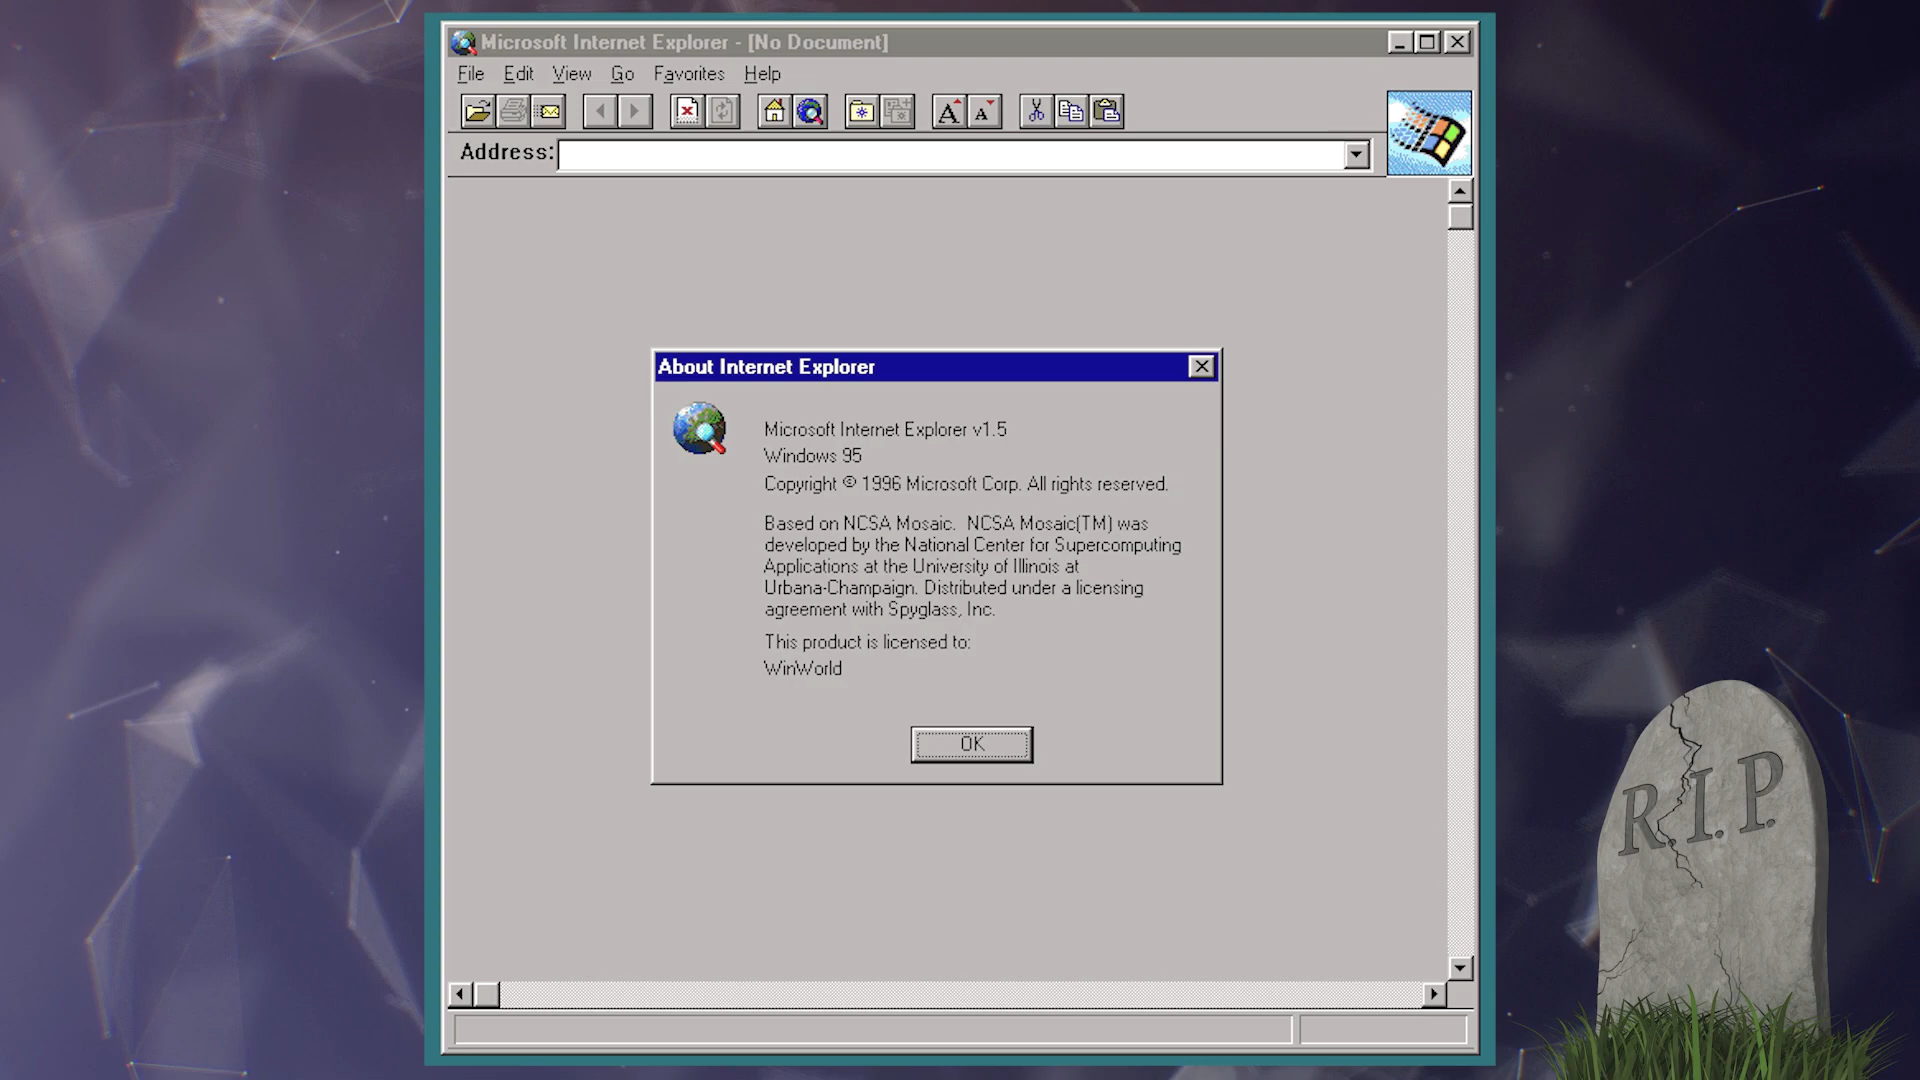 Microsoft Internet Explorer - [No Document]
File Edit View Go Favorites Help
Address:
About Internet Explorer
Microsoft Internet Explorer v1.5
Windows 95
Copyright © 1996 Microsoft Corp. All rights reserved.
Based on NCSA Mosaic. NCSA Mosaic(TM) was
developed by the National Center for Supercomputing
Applications at the University of Illinois at
Urbana-Champaign. Distributed under a licensing
agreement with Spyglass, Inc.
This product is licensed to:
WinWorld
OK
R.I.P.